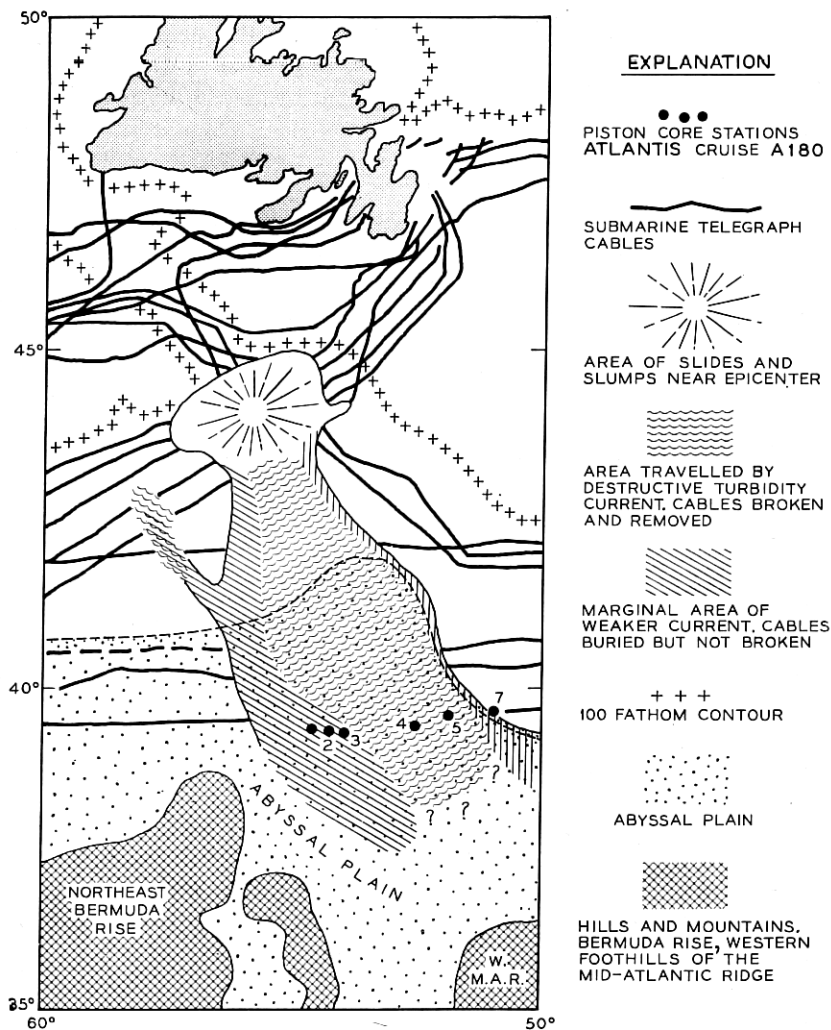 50°
45°
40°
35°
60°
50°
2
3
4
5
7
?
?
?
ABYSSAL PLAIN
NORTHEAST
BERMUDA
RISE
W.
M.A.R.
EXPLANATION
PISTON CORE STATIONS
ATLANTIS CRUISE A180
SUBMARINE TELEGRAPH
CABLES
AREA OF SLIDES AND
SLUMPS NEAR EPICENTER
AREA TRAVELLED BY
DESTRUCTIVE TURBIDITY
CURRENT, CABLES BROKEN
AND REMOVED
MARGINAL AREA OF
WEAKER CURRENT, CABLES
BURIED BUT NOT BROKEN
100 FATHOM CONTOUR
ABYSSAL PLAIN
HILLS AND MOUNTAINS.
BERMUDA RISE, WESTERN
FOOTHILLS OF THE
MID-ATLANTIC RIDGE